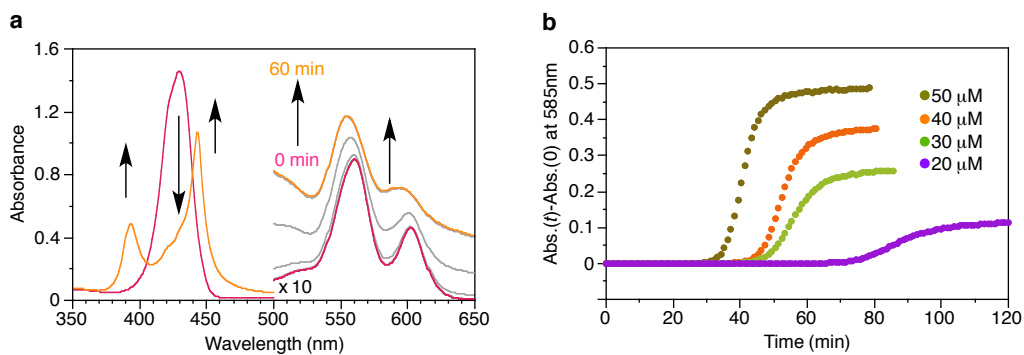 a
Absorbance
1.6
1.2
0.8
0.4
0
350
400
450
500
550
600
650
Wavelength (nm)
60 min
0 min
x 10
b
Abs.(t)-Abs.(0) at 585nm
0.6
0.5
0.4
0.3
0.2
0.1
0
0
20
40
60
80
100
120
Time (min)
50 μM
40 μM
30 μM
20 μM